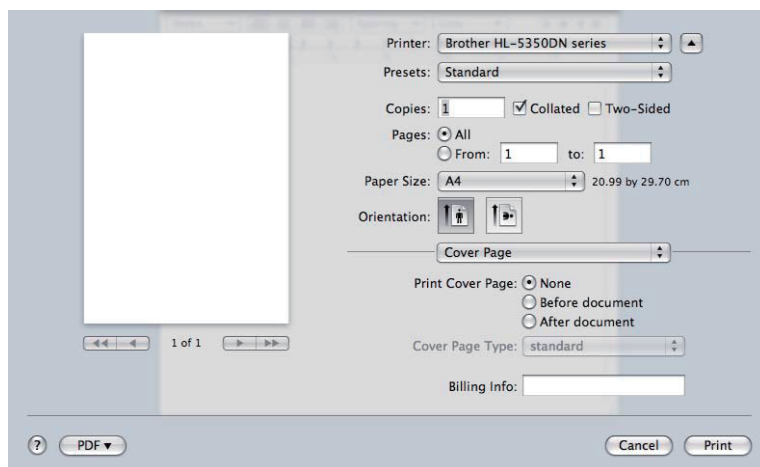 Printer: Brother HL-5350DN series
Presets: Standard
Copies: 1 Collated Two-Sided
Pages: All
From: 1 to: 1
Paper Size: A4 20.99 by 29.70 cm
Orientation:
Cover Page
Print Cover Page: None
Before document
After document
1 of 1
Cover Page Type: standard
Billing Info:
? PDF Cancel Print